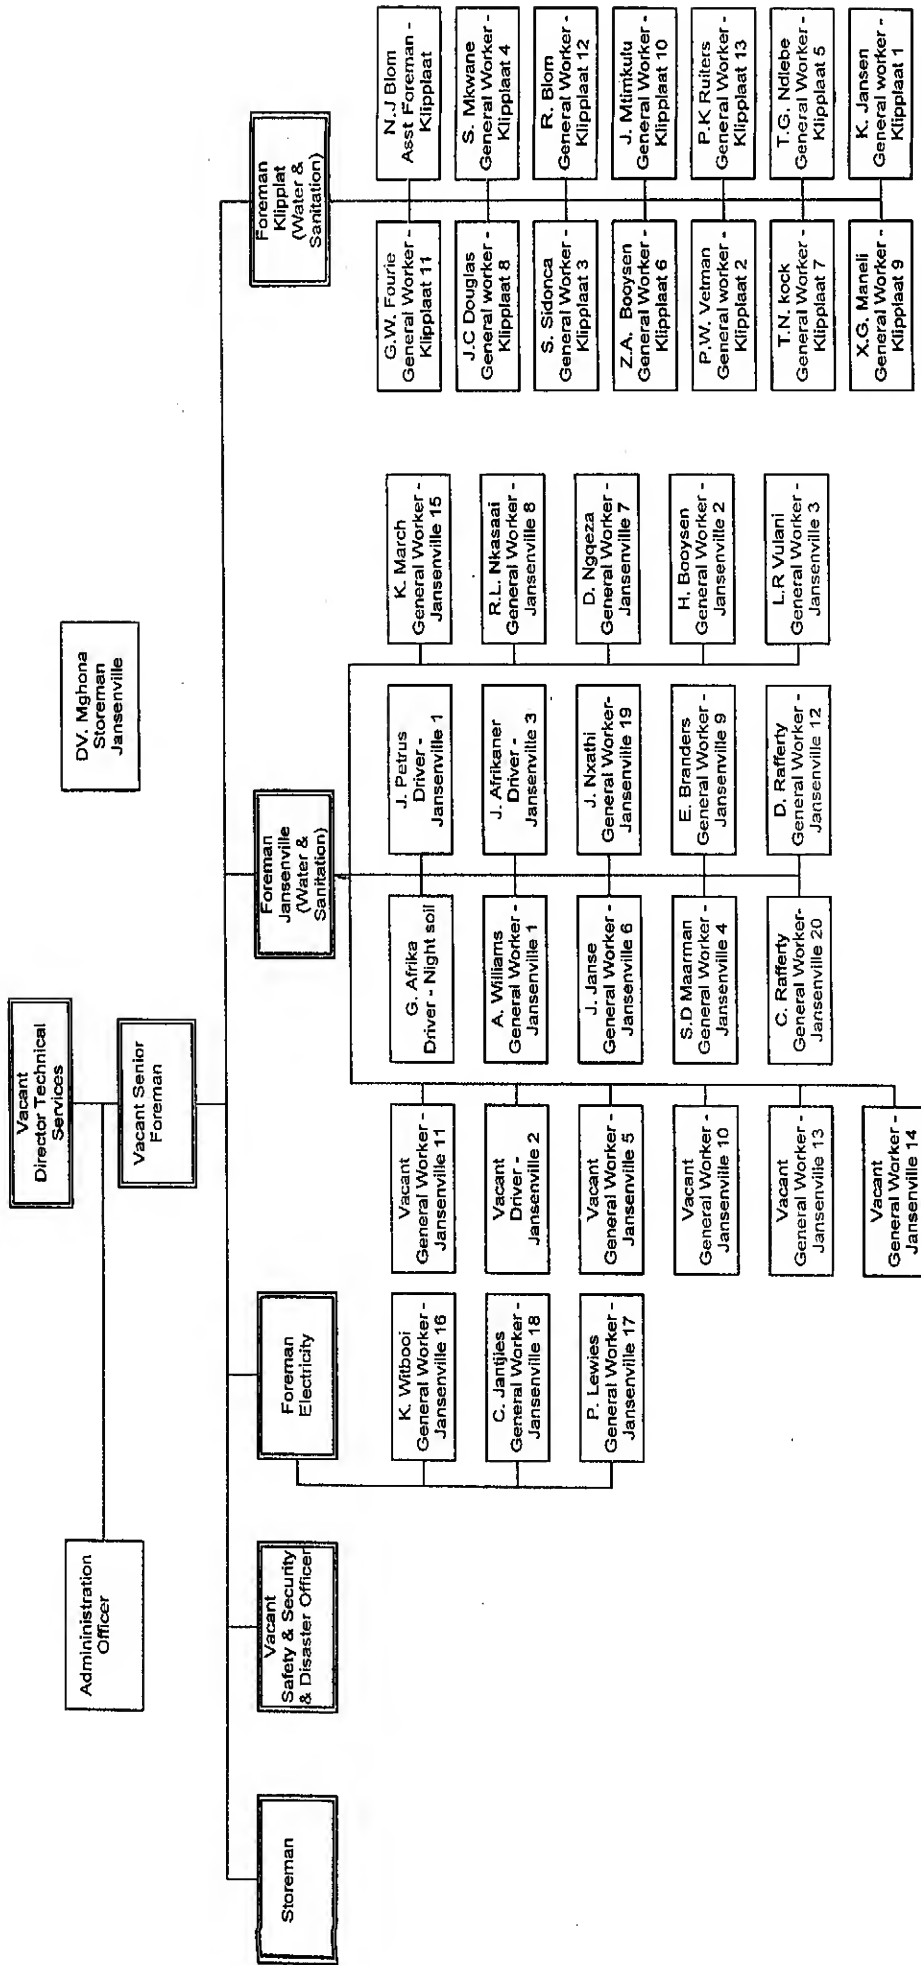 Vacant
Director Technical
Services
Admininistration
Officer
Vacant Senior
Foreman
DV. Mghona
Storeman
Jansenville
Storeman
Vacant
Safety & Security
& Disaster Officer
Foreman
Electricity
Foreman
Jansenville
(Water &
Sanitation)
Foreman
Klipplat
(Water &
Sanitation)
K. Witbooi
General Worker -
Jansenville 16
C. Jantjies
General Worker -
Jansenville 18
P. Lewies
General Worker -
Jansenville 17
Vacant
General Worker -
Jansenville 11
Vacant
Driver -
Jansenville 2
Vacant
General Worker -
Jansenville 5
Vacant
General Worker -
Jansenville 10
Vacant
General Worker -
Jansenville 13
Vacant
General Worker -
Jansenville 14
G. Afrika
Driver - Night soil
A. Williams
General Worker -
Jansenville 1
J. Janse
General Worker -
Jansenville 6
S.D Maarman
General Worker -
Jansenville 4
C. Rafferty
General Worker-
Jansenville 20
J. Petrus
Driver -
Jansenville 1
J. Afrikaner
Driver -
Jansenville 3
J. Nxathi
General Worker-
Jansenville 19
E. Branders
General Worker -
Jansenville 9
D. Rafferty
General Worker -
Jansenville 12
K. March
General Worker -
Jansenville 15
R.L. Nkasaai
General Worker -
Jansenville 8
D. Ngqeza
General Worker -
Jansenville 7
H. Booysen
General Worker -
Jansenville 2
L.R Vulani
General Worker -
Jansenville 3
G.W. Fourie
General Worker -
Klipplaat 11
J.C Douglas
General worker -
Klipplaat 8
S. Sidonca
General Worker -
Klipplaat 3
Z.A. Booysen
General Worker -
Klipplaat 6
P.W. Vetman
General worker -
Klipplaat 2
T.N. kock
General Worker -
Klipplaat 7
X.G. Maneli
General Worker -
Klipplaat 9
N.J Blom
Asst Foreman -
Klipplaat
S. Mkwane
General Worker -
Klipplaat 4
R. Blom
General Worker -
Klipplaat 12
J. Mtimkulu
General Worker -
Klipplaat 10
P.K Ruiters
General Worker -
Klipplaat 13
T.G. Ndlebe
General Worker -
Klipplaat 5
K. Jansen
General worker -
Klipplaat 1